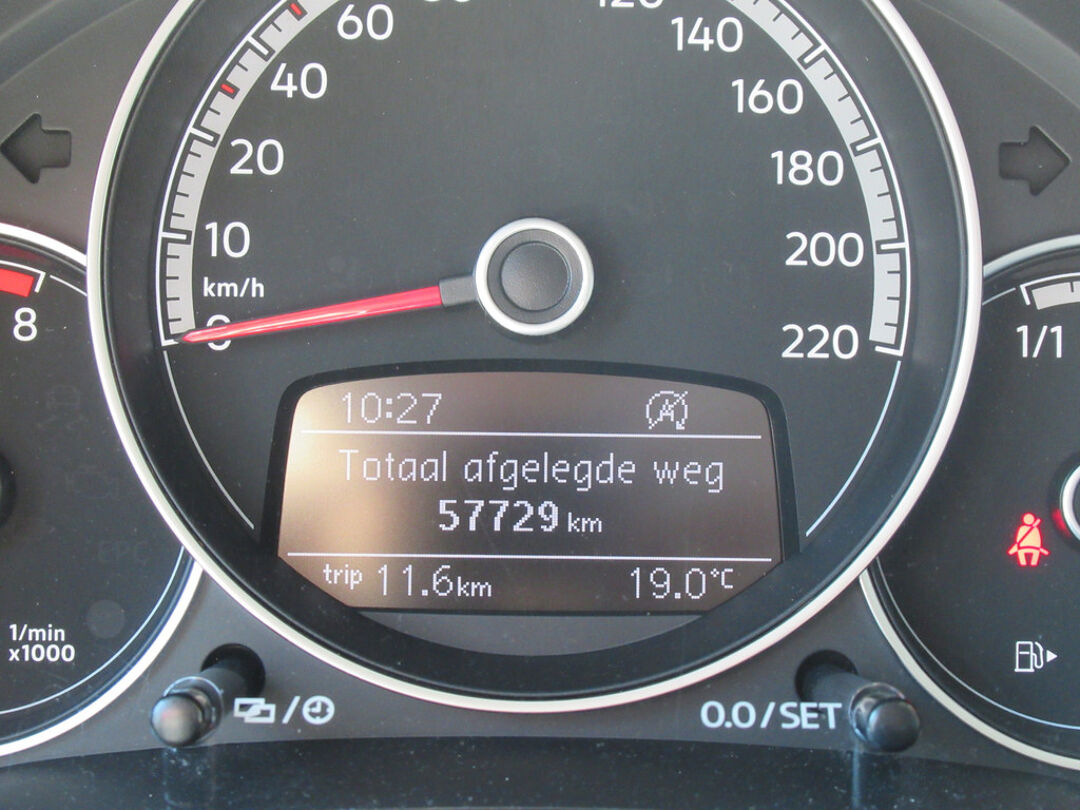 60
120
140
40
160
20
180
10
200
km/h
220
8
1/1
10:27
Totaal afgelegde weg
57729 km
trip 11.6 km 19.0°C
1/min
x1000
0.0/SET